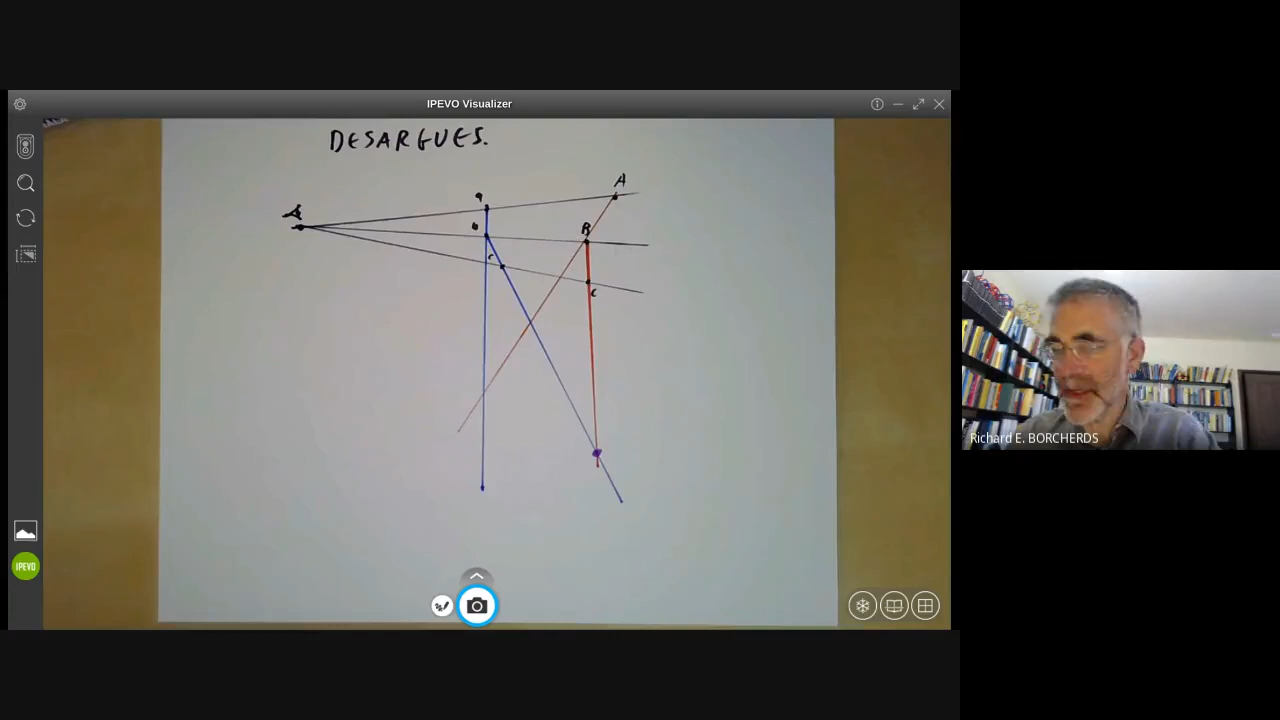 IPEVO Visualizer
DESARGUES.
A
a
B
b
c
C
Richard E. BORCHERDS
IPEVO